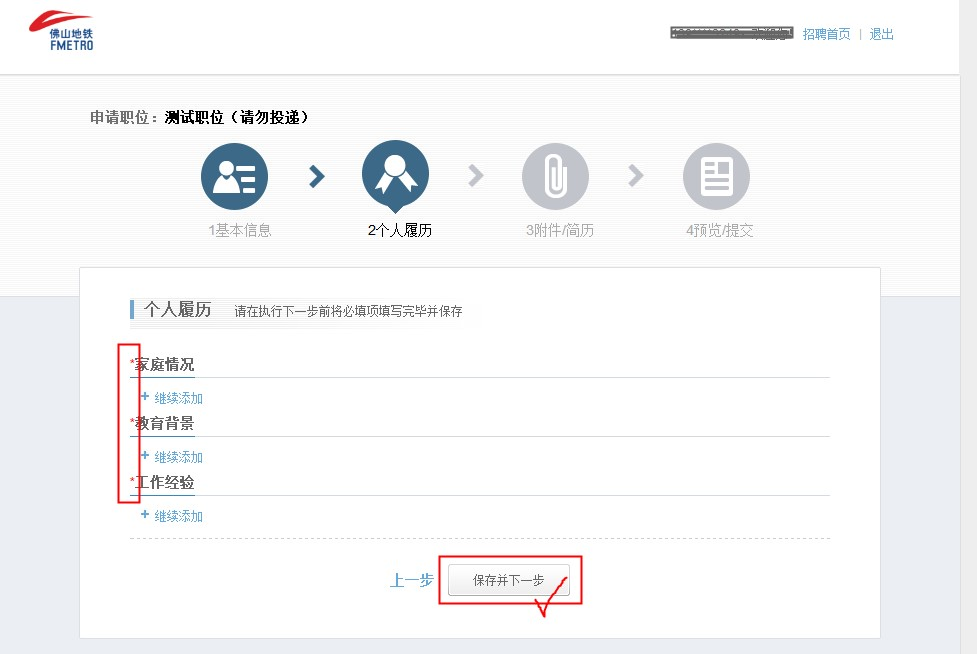 佛山地铁
FMETRO
招聘首页 | 退出
申请职位：测试职位（请勿投递）
1基本信息
2个人履历
3附件/简历
4预览/提交
个人履历 请在执行下一步前将必填项填写完毕并保存
*家庭情况
+ 继续添加
*教育背景
+ 继续添加
*工作经验
+ 继续添加
上一步 保存并下一步